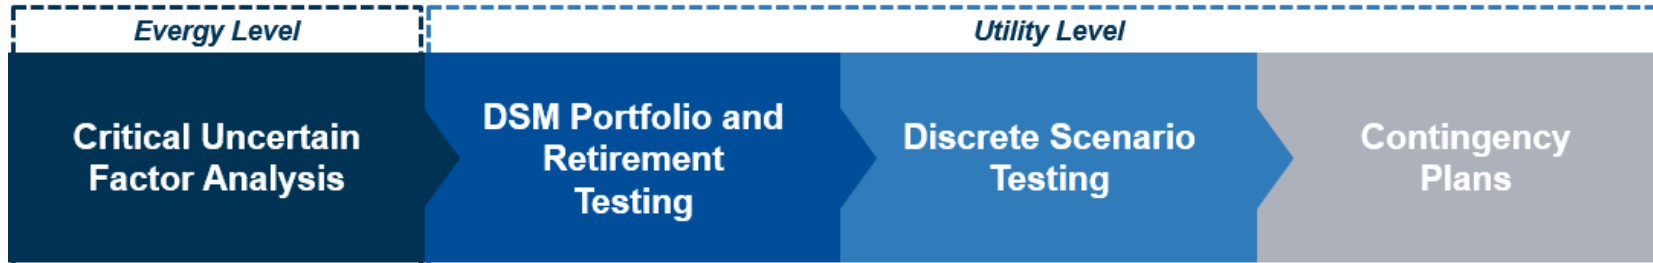 Evergy Level
Utility Level
Critical Uncertain
Factor Analysis
DSM Portfolio and
Retirement
Testing
Discrete Scenario
Testing
Contingency
Plans